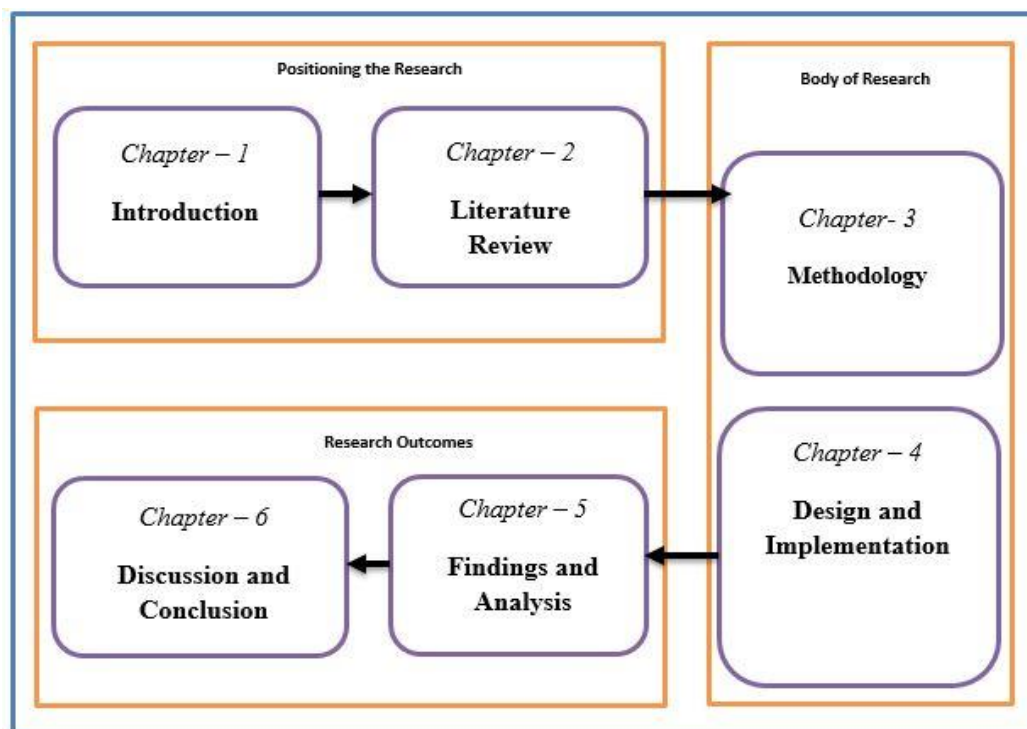 Positioning the Research
Chapter – 1
Introduction
Chapter – 2
Literature
Review
Body of Research
Chapter- 3
Methodology
Chapter – 4
Design and
Implementation
Research Outcomes
Chapter – 5
Findings and
Analysis
Chapter – 6
Discussion and
Conclusion